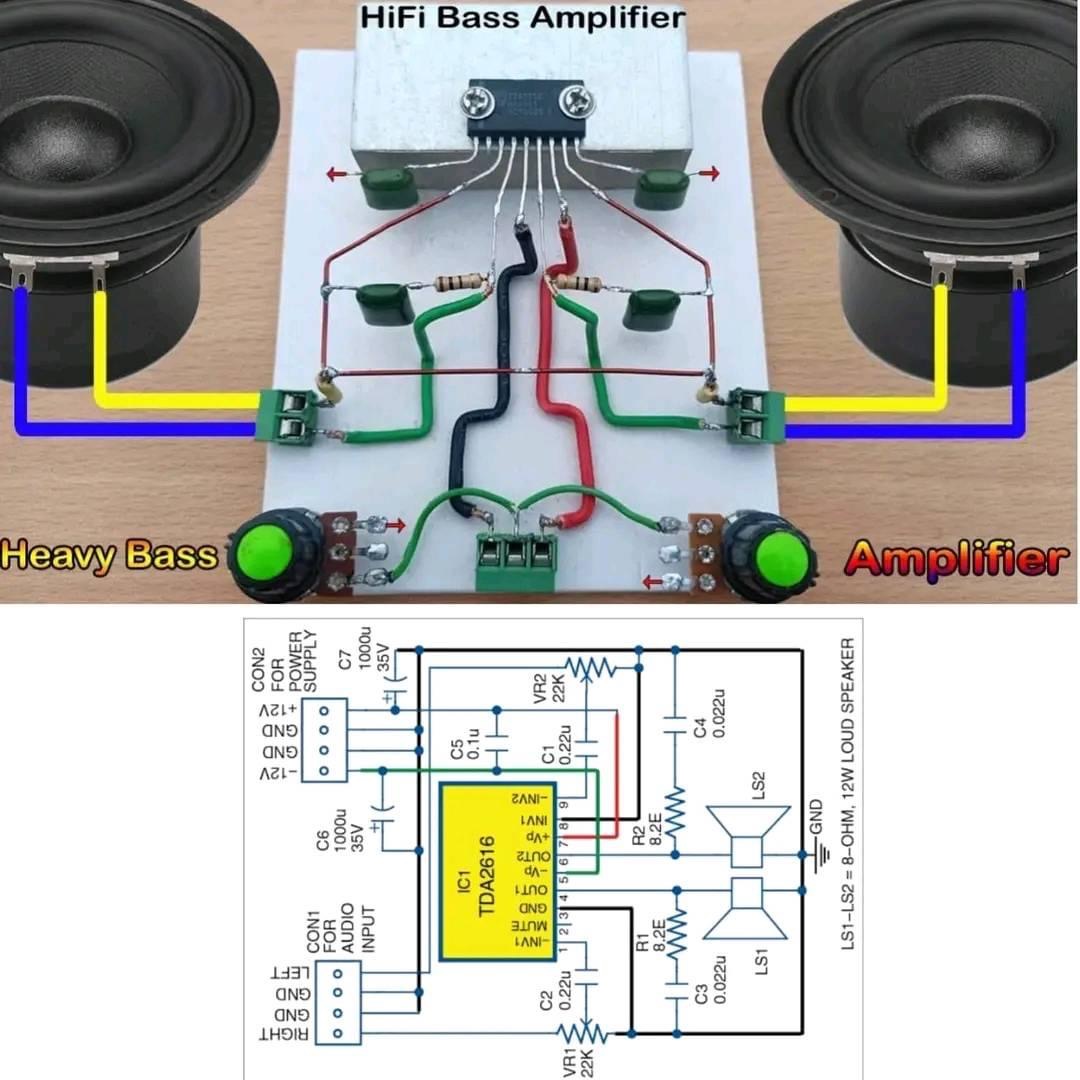 HiFi Bass Amplifier
Heavy Bass
Amplifier
CON2
FOR
POWER
SUPPLY
+12V
GND
GND
−12V
C7
1000u
35V
C6
1000u
35V
C5
0.1u
VR2
22K
C1
0.22u
C4
0.022u
R2
8.2E
LS2
GND
IC1
TDA2616
−INV2
INV1
+Vp
OUT2
−Vp
OUT1
GND
MUTE
−INV1
9
8
7
6
5
4
3
2
1
CON1
FOR
AUDIO
INPUT
LEFT
GND
GND
RIGHT
C2
0.22u
VR1
22K
R1
8.2E
C3
0.022u
LS1
LS1–LS2 = 8-OHM, 12W LOUD SPEAKER